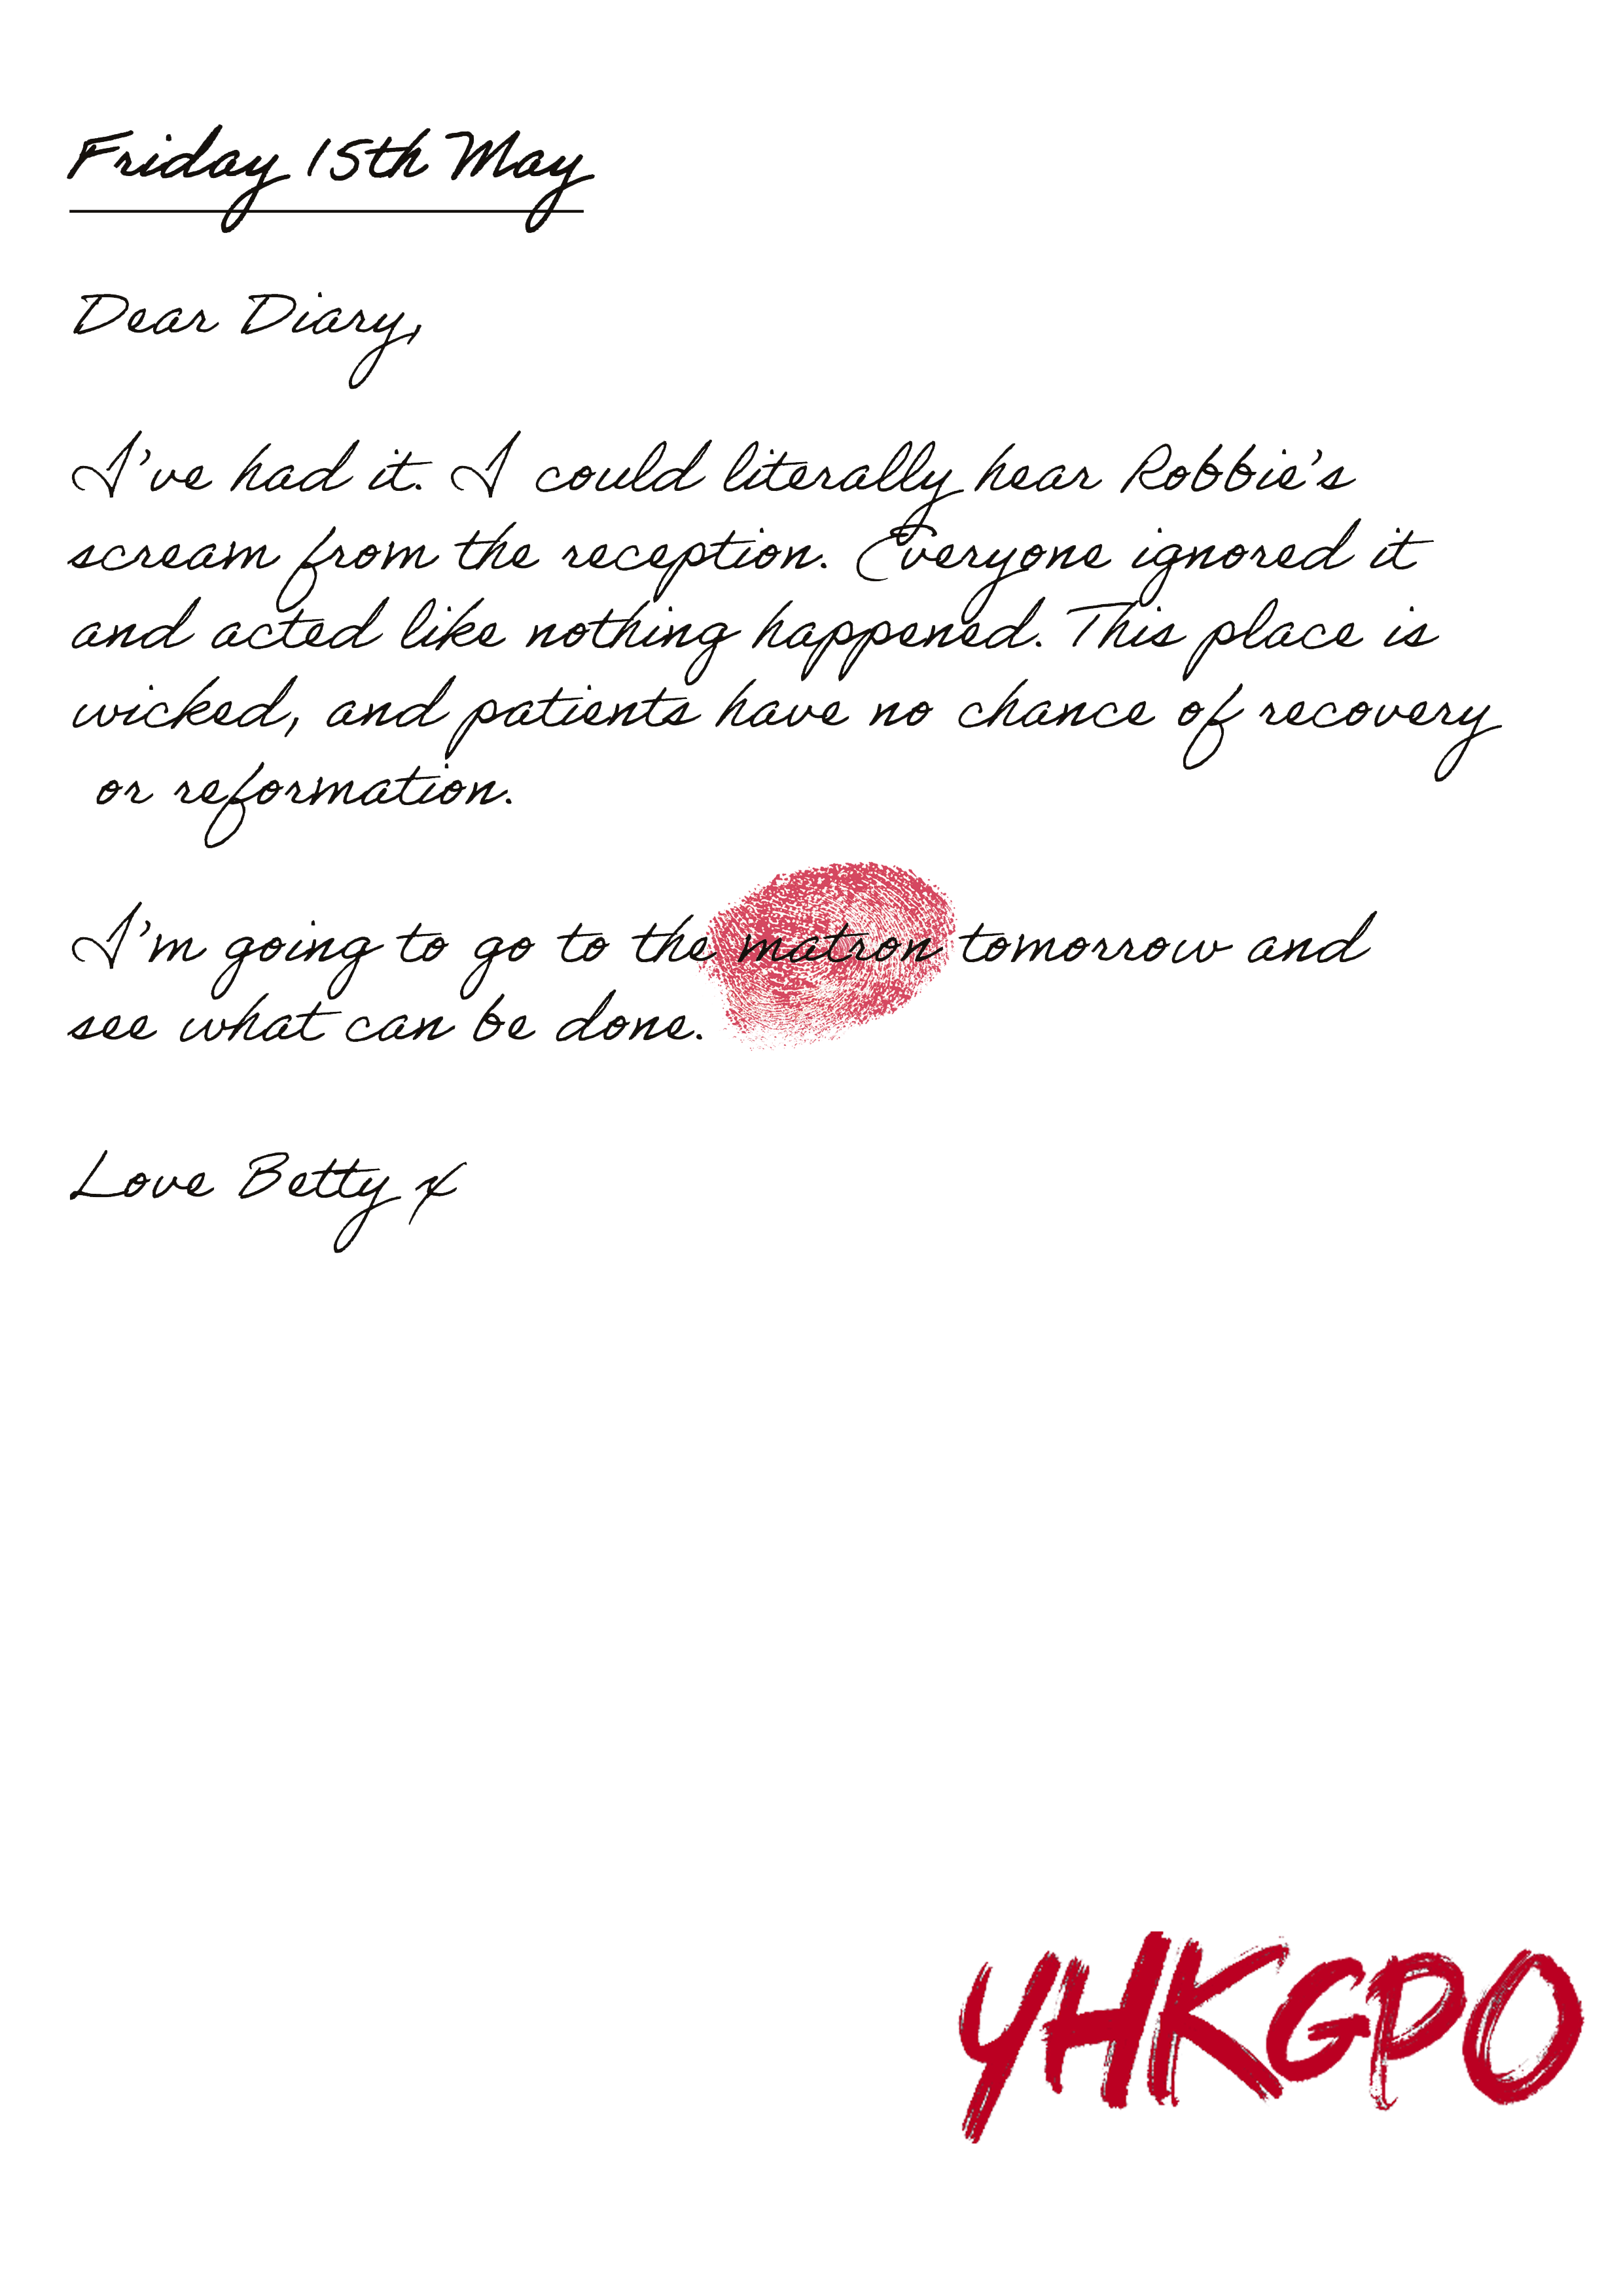 Friday 15th May
Dear Diary,
I've had it. I could literally hear Robbie's
scream from the reception. Everyone ignored it
and acted like nothing happened. This place is
wicked, and patients have no chance of recovery
or reformation.
I'm going to go to the matron tomorrow and
see what can be done.
Love Betty x
YHKGPO